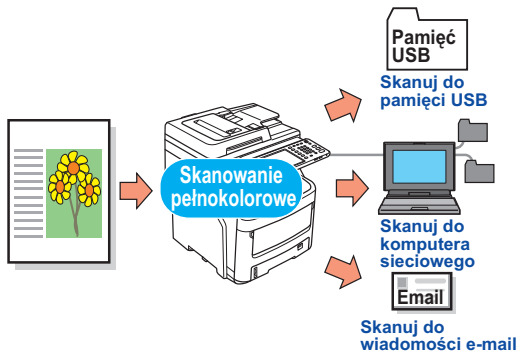 Pamięć
USB
Skanuj do
pamięci USB
Skanowanie
pełnokolorowe
Skanuj do
komputera
sieciowego
Email
Skanuj do
wiadomości e-mail